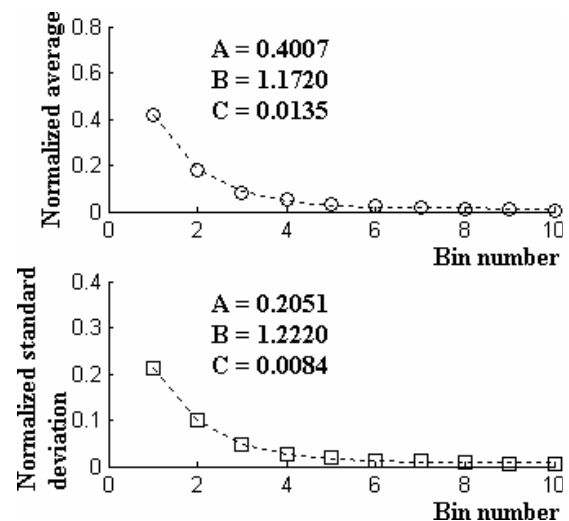 Normalized average
0.8
0.6
0.4
0.2
0
A = 0.4007
B = 1.1720
C = 0.0135
0 2 4 6 8 10
Bin number
Normalized standard
deviation
0.4
0.3
0.2
0.1
0
A = 0.2051
B = 1.2220
C = 0.0084
0 2 4 6 8 10
Bin number